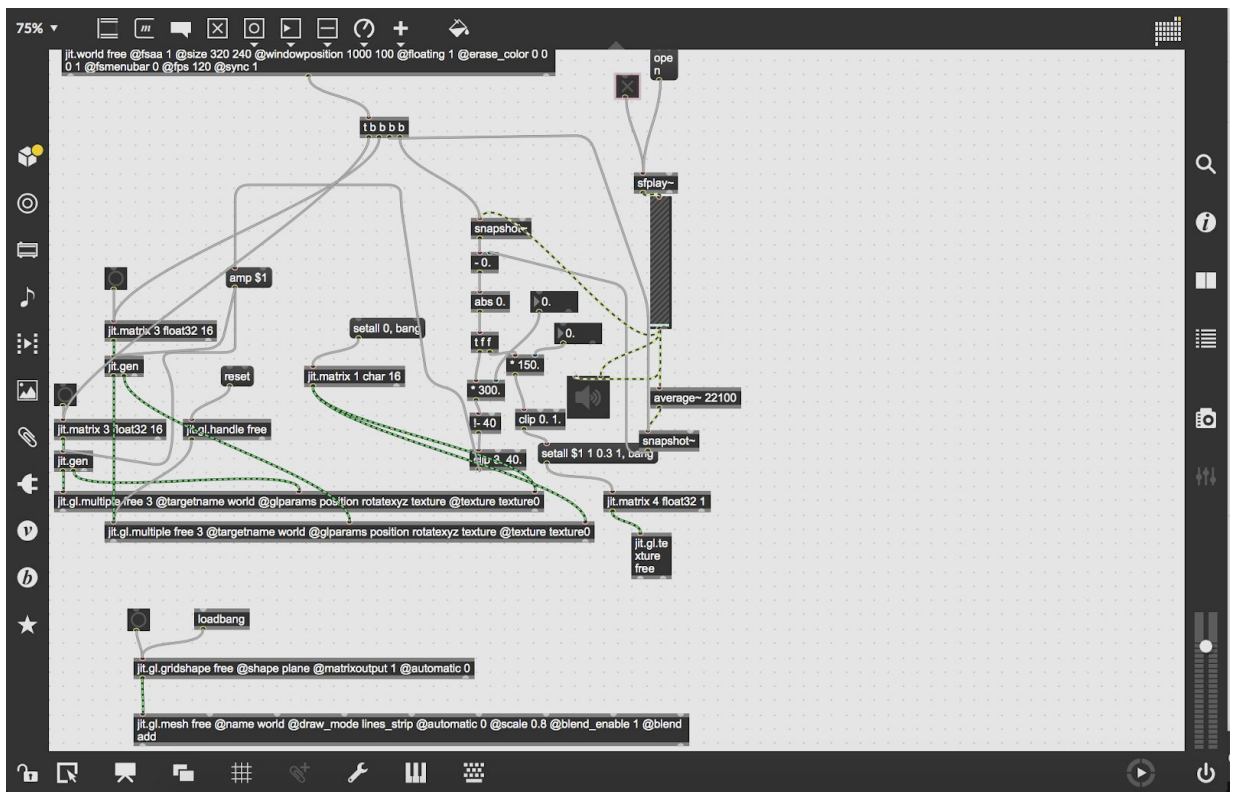 75%
m
jit.world free @fsaa 1 @size 320 240 @windowposition 1000 100 @floating 1 @erase_color 0 0
0 1 @fsmenubar 0 @fps 120 @sync 1
ope
n
t b b b b
sfplay~
snapshot~
- 0.
amp $1
abs 0.
0.
jit.matrix 3 float32 16
setall 0, bang
0.
t f f
jit.gen
* 150.
reset
jit.matrix 1 char 16
* 300.
average~ 22100
!- 40
clip 0. 1.
jit.matrix 3 float32 16
jit.gl.handle free
snapshot~
setall $1 1 0.3 1, bang
jit.gen
clip 3. 40.
jit.gl.multiple free 3 @targetname world @glparams position rotatexyz texture @texture texture0
jit.matrix 4 float32 1
jit.gl.multiple free 3 @targetname world @glparams position rotatexyz texture @texture texture0
jit.gl.te
xture
free
loadbang
jit.gl.gridshape free @shape plane @matrixoutput 1 @automatic 0
jit.gl.mesh free @name world @draw_mode lines_strip @automatic 0 @scale 0.8 @blend_enable 1 @blend
add